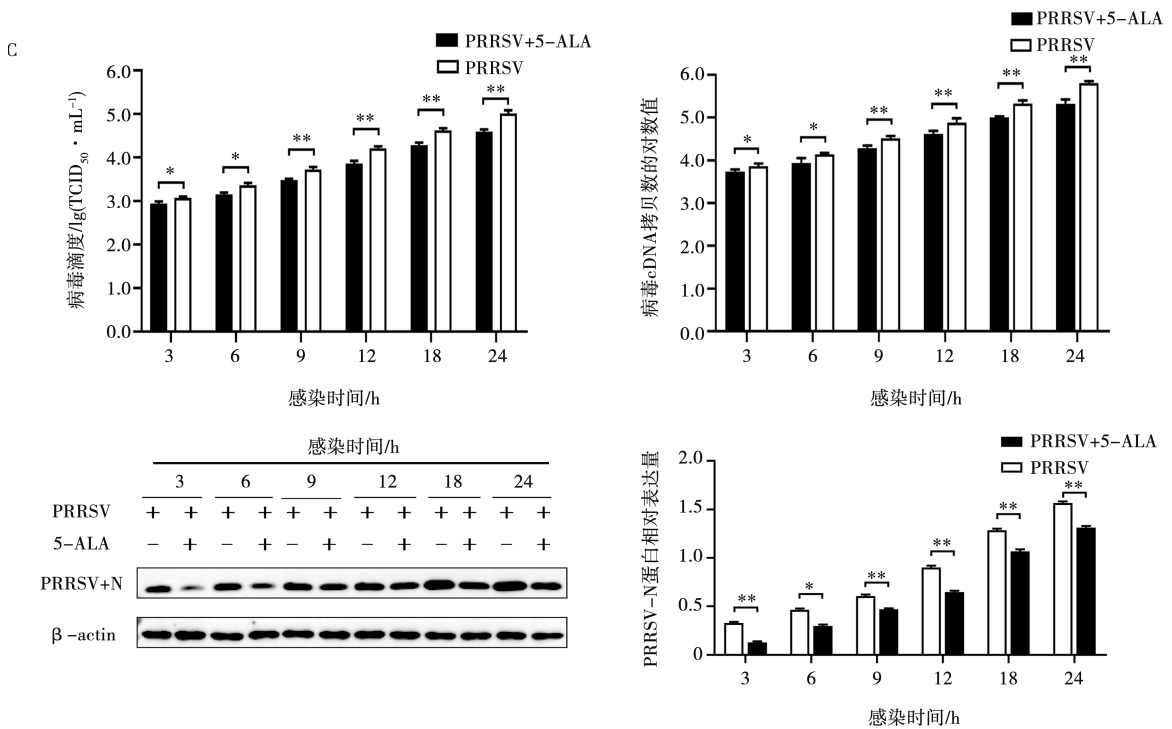 C
PRRSV+5-ALA
PRRSV
病毒滴度/lg(TCID50·mL-1)
6.0
5.0
4.0
3.0
2.0
1.0
0.0
*
*
**
**
**
**
3 6 9 12 18 24
感染时间/h
PRRSV+5-ALA
PRRSV
病毒cDNA拷贝数的对数值
6.0
5.0
4.0
3.0
2.0
1.0
0.0
*
*
**
**
**
**
3 6 9 12 18 24
感染时间/h
感染时间/h
3 6 9 12 18 24
PRRSV + + + + + + + + + + + +
5-ALA − + − + − + − + − + − +
PRRSV+N
β-actin
PRRSV+5-ALA
PRRSV
PRRSV-N蛋白相对表达量
2.0
1.5
1.0
0.5
0
**
*
**
**
**
**
3 6 9 12 18 24
感染时间/h